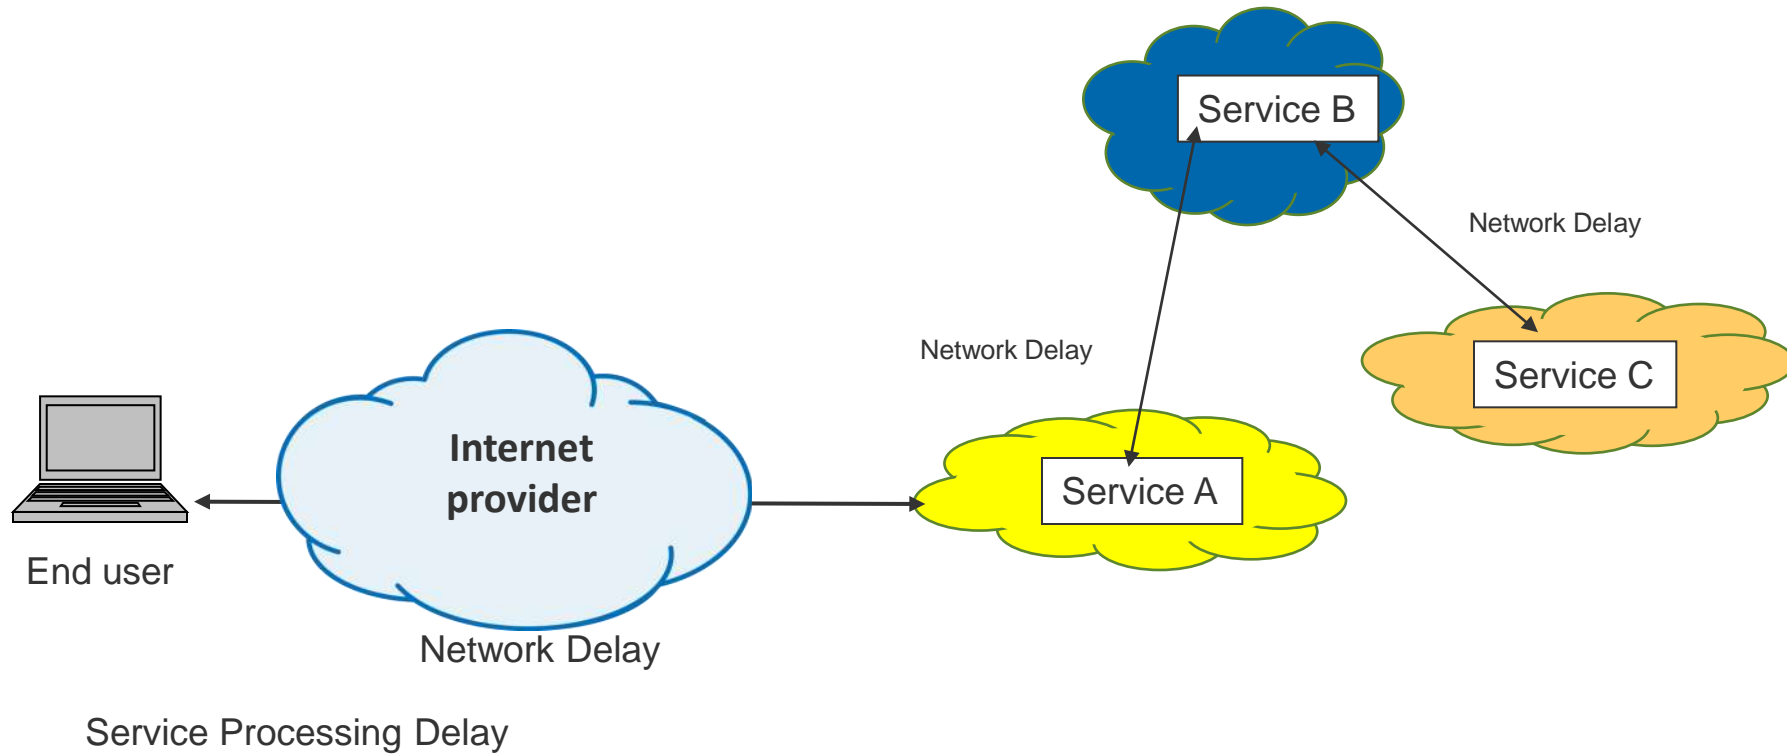 Service B
Network Delay
Network Delay
Service C
Internet
provider
Service A
End user
Network Delay
Service Processing Delay